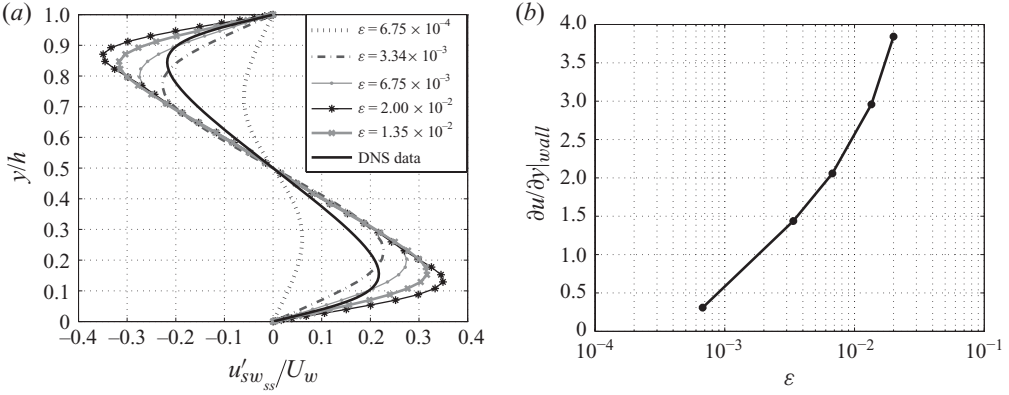 (a)
1.0
0.9
0.8
0.7
0.6
0.5
0.4
0.3
0.2
0.1
0
y/h
−0.4 −0.3 −0.2 −0.1 0 0.1 0.2 0.3 0.4
u′sw_ss/U_w
ε = 6.75 × 10⁻⁴
ε = 3.34 × 10⁻³
ε = 6.75 × 10⁻³
ε = 2.00 × 10⁻²
ε = 1.35 × 10⁻²
DNS data
(b)
4.0
3.5
3.0
2.5
2.0
1.5
1.0
0.5
0
∂u/∂y|wall
10⁻⁴ 10⁻³ 10⁻² 10⁻¹
ε